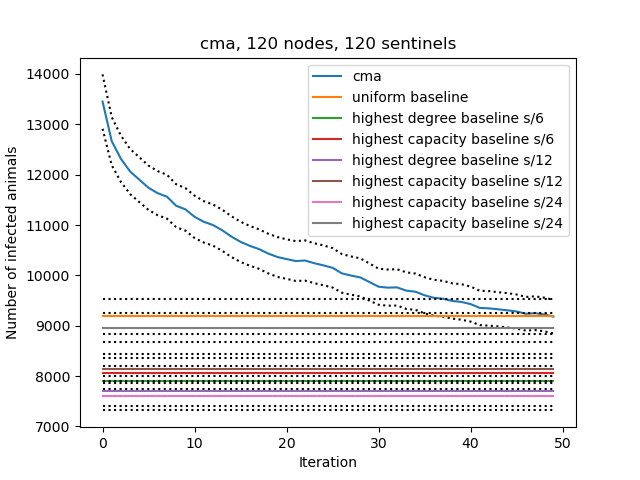 cma, 120 nodes, 120 sentinels
14000
13000
12000
11000
10000
9000
8000
7000
Number of infected animals
cma
uniform baseline
highest degree baseline s/6
highest capacity baseline s/6
highest degree baseline s/12
highest capacity baseline s/12
highest capacity baseline s/24
highest capacity baseline s/24
0
10
20
30
40
50
Iteration